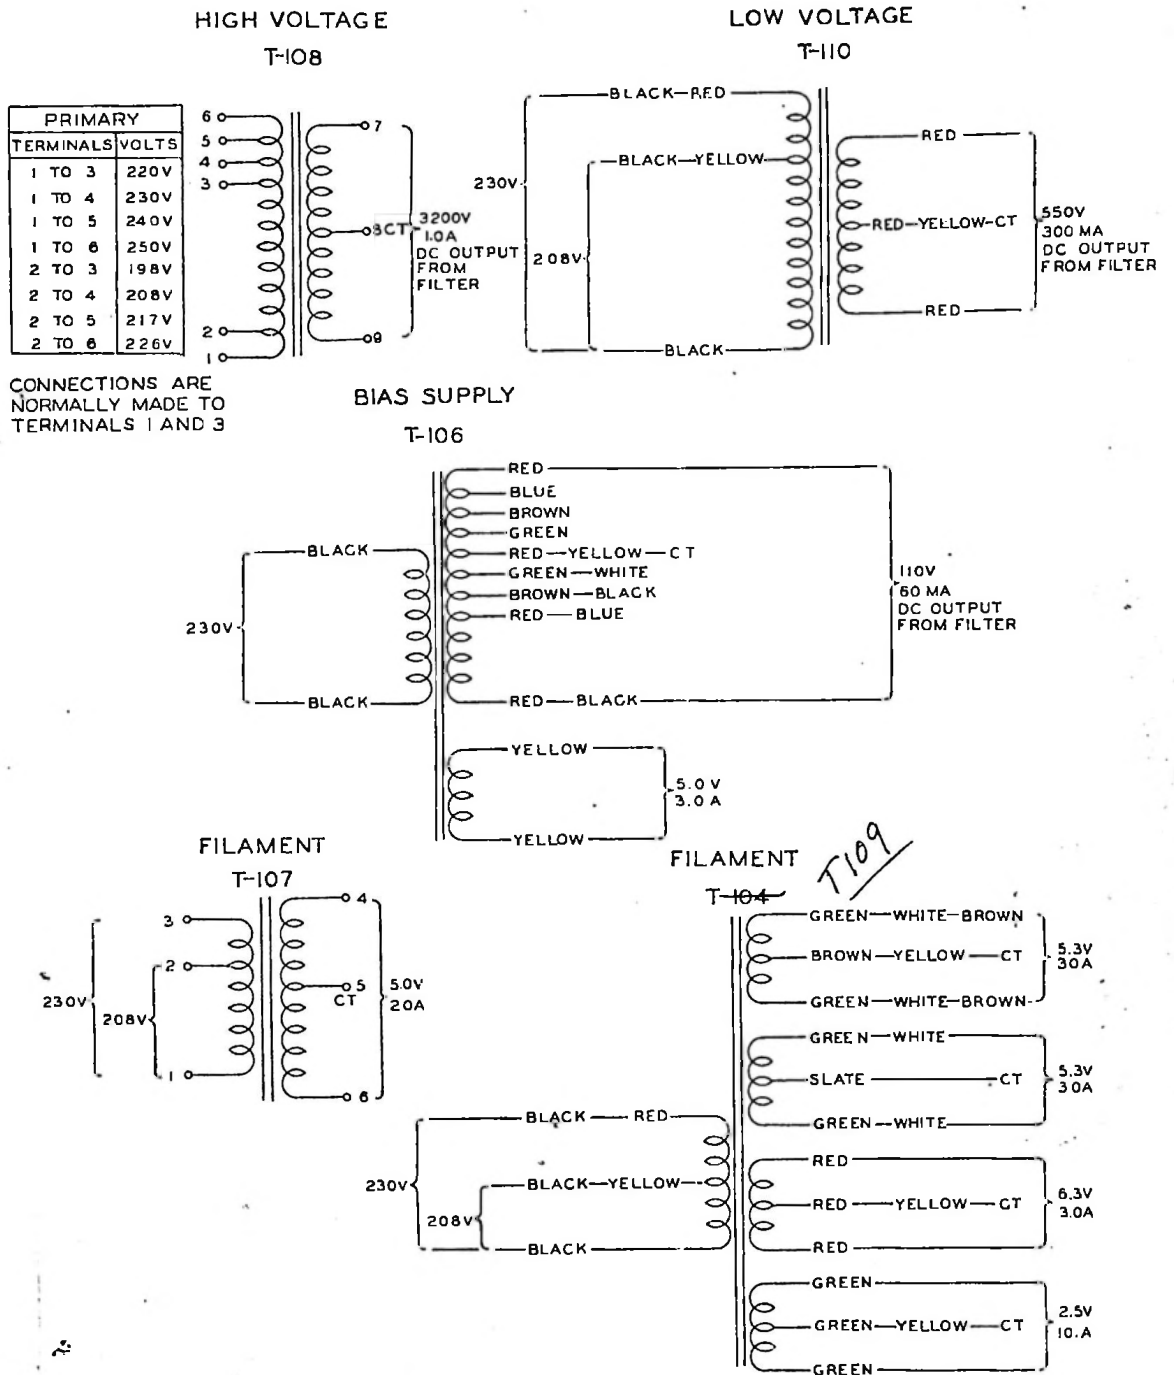 HIGH VOLTAGE
T-108
PRIMARY
TERMINALS VOLTS
1 TO 3 220V
1 TO 4 230V
1 TO 5 240V
1 TO 6 250V
2 TO 3 198V
2 TO 4 208V
2 TO 5 217V
2 TO 6 226V
CONNECTIONS ARE
NORMALLY MADE TO
TERMINALS 1 AND 3
6
5
4
3
2
1
7
8CT
9
3200V
1.0A
DC OUTPUT
FROM
FILTER
LOW VOLTAGE
T-110
BLACK-RED
BLACK-YELLOW
BLACK
230V
208V
RED
RED-YELLOW-CT
RED
550V
300 MA
DC OUTPUT
FROM FILTER
BIAS SUPPLY
T-106
230V
BLACK
BLACK
RED
BLUE
BROWN
GREEN
RED-YELLOW-CT
GREEN-WHITE
BROWN-BLACK
RED-BLUE
RED-BLACK
110V
60 MA
DC OUTPUT
FROM FILTER
YELLOW
YELLOW
5.0 V
3.0 A
FILAMENT
T-107
230V
208V
3
2
1
4
5
CT
6
5.0V
20A
FILAMENT
T-104
T109
230V
208V
BLACK-RED
BLACK-YELLOW-
BLACK
GREEN-WHITE-BROWN
BROWN-YELLOW-CT
GREEN-WHITE-BROWN-
5.3V
30A
GREEN-WHITE
SLATE-CT
GREEN-WHITE
5.3V
3.0A
RED
RED-YELLOW-CT
RED
6.3V
3.0A
GREEN
GREEN-YELLOW-CT
GREEN
2.5V
10.A